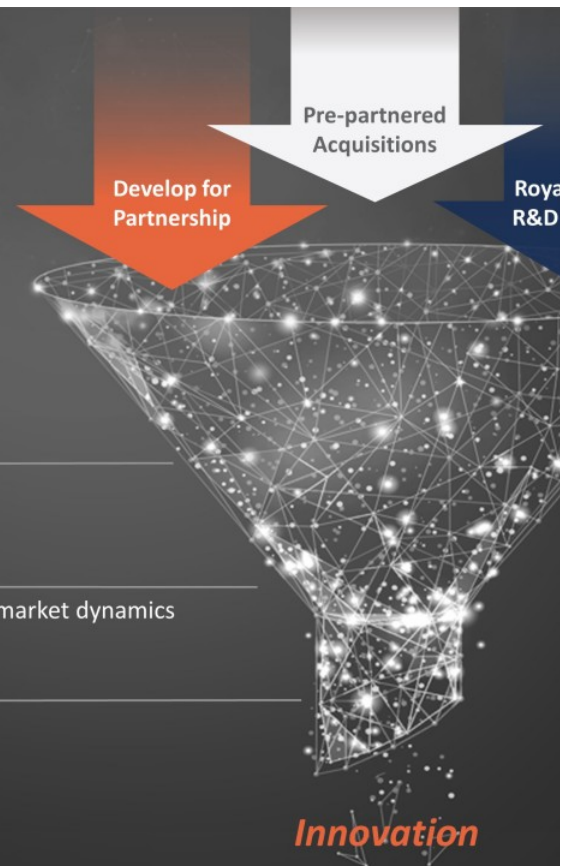 Pre-partnered
Acquisitions
Develop for
Partnership
R&D
market dynamics
Innovation